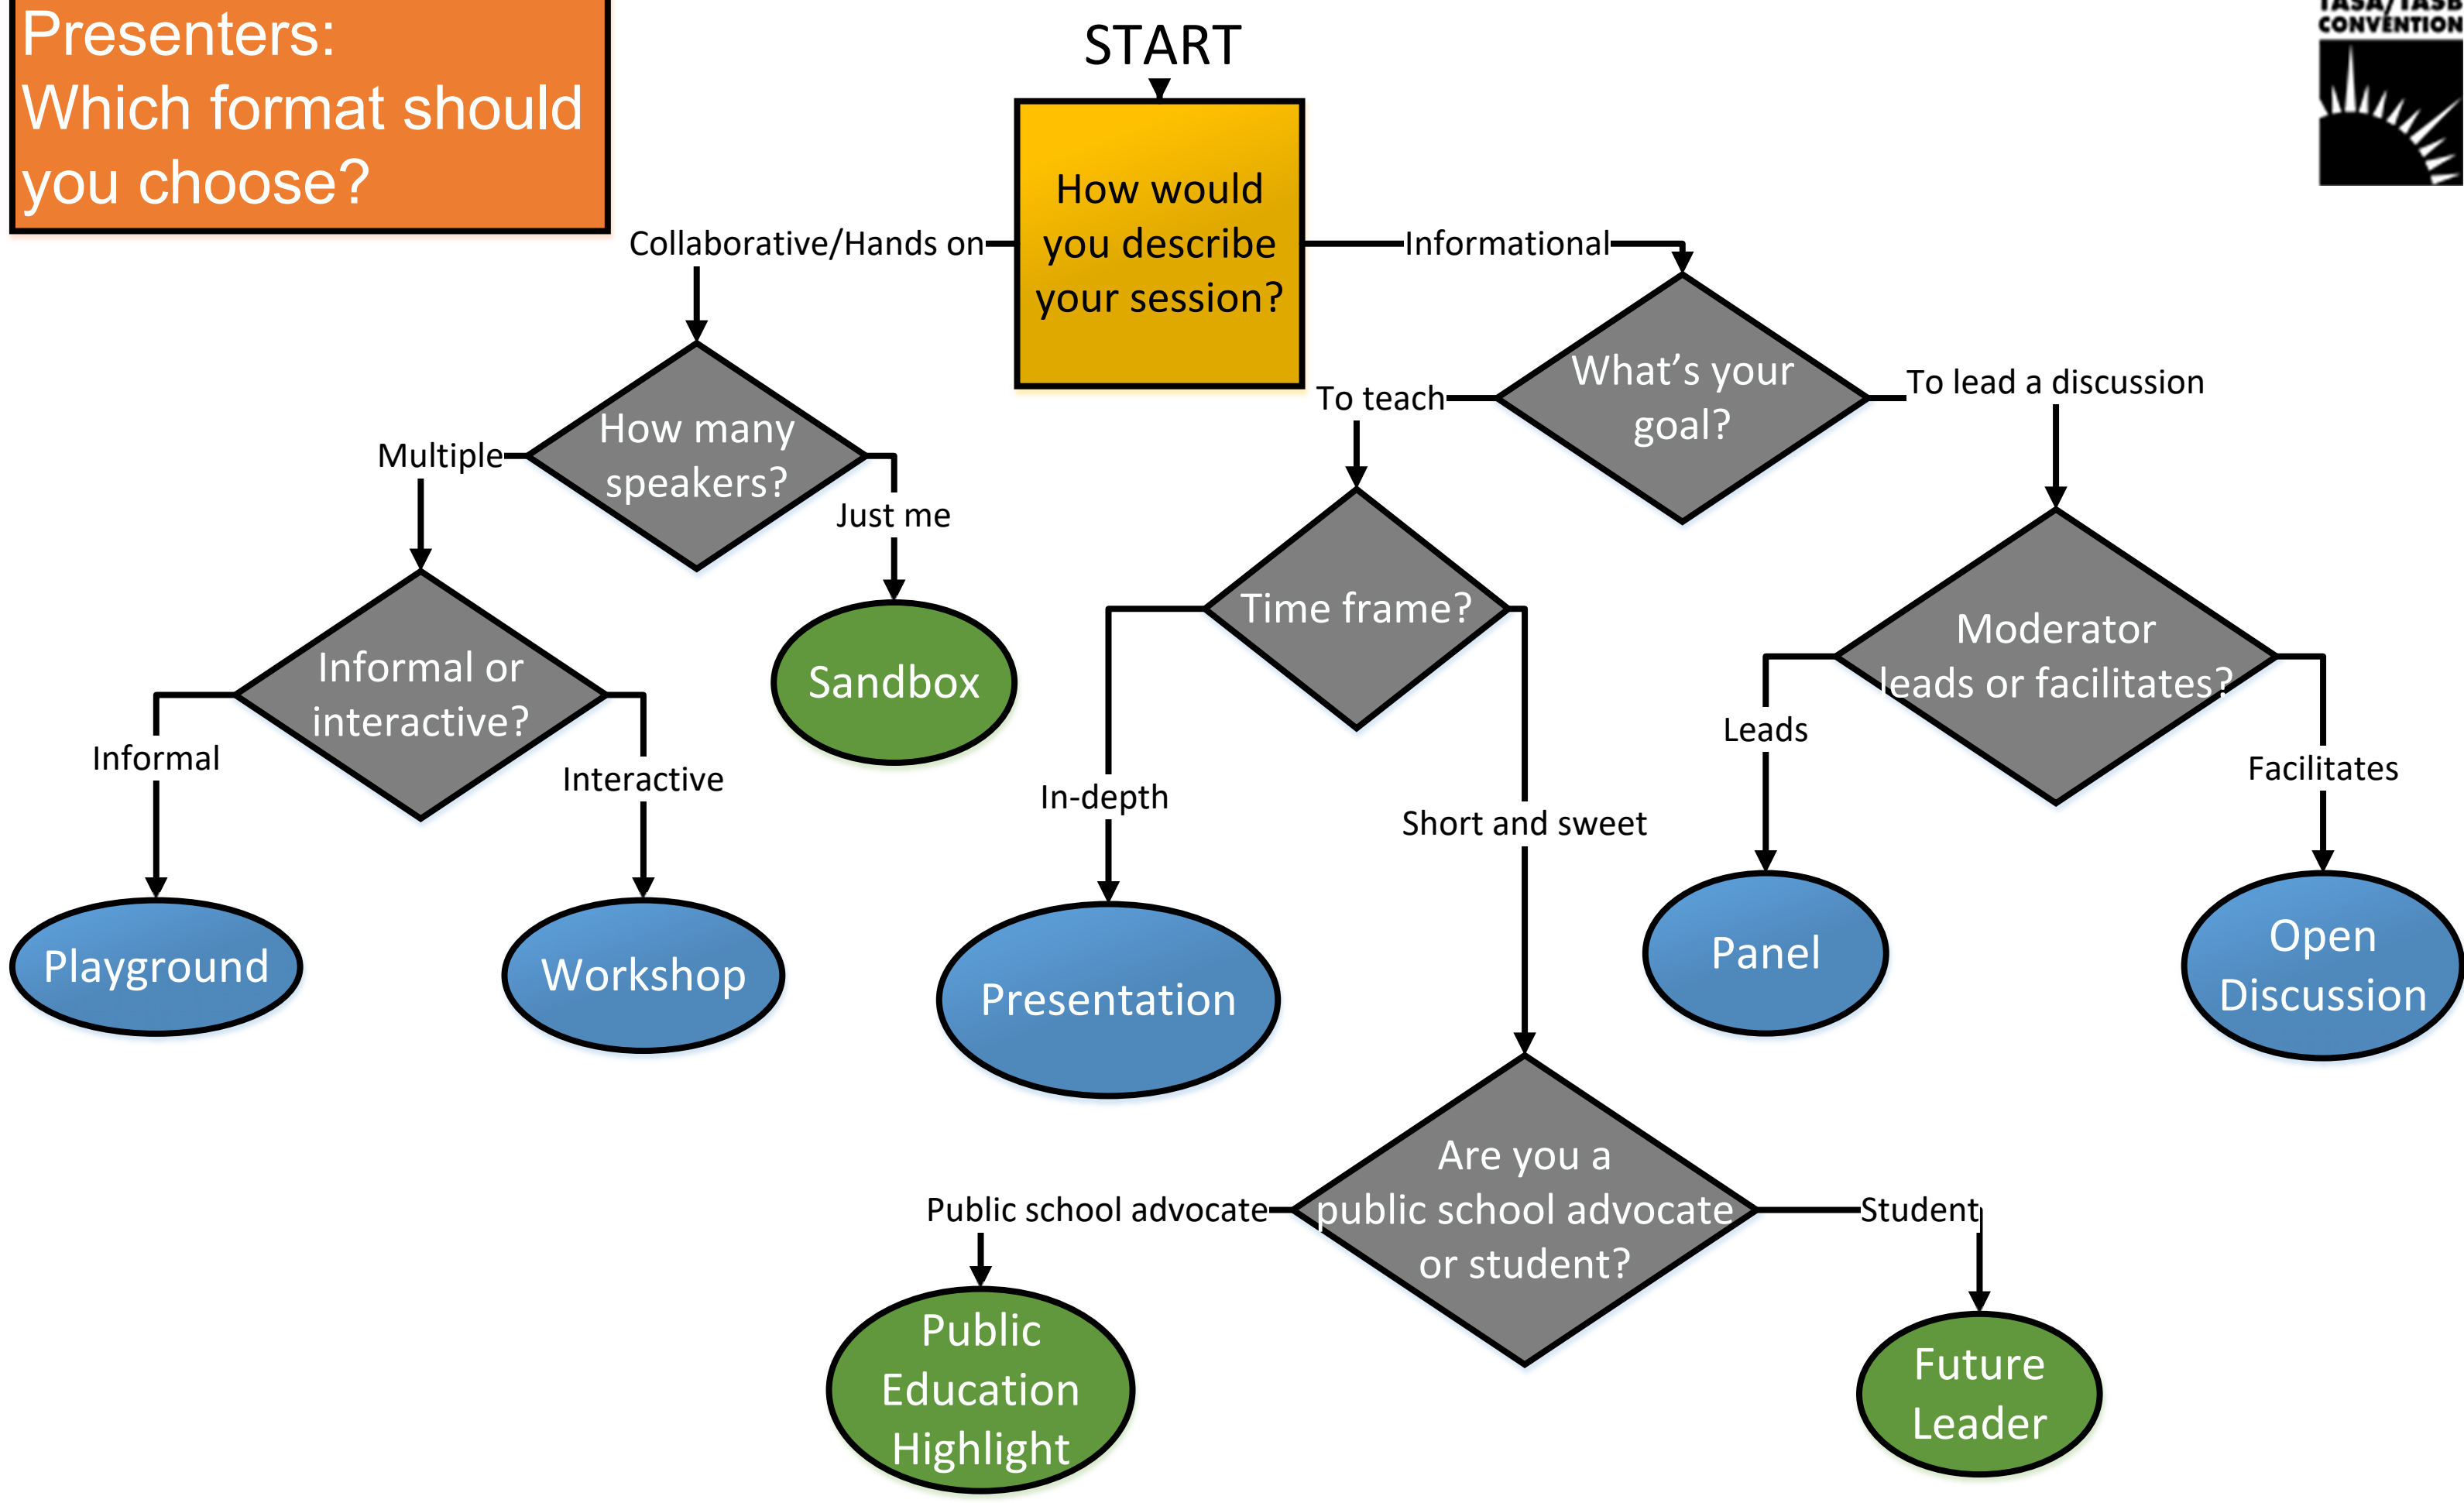 Presenters:
Which format should
you choose?
START
TASA/TASB
CONVENTION
How would
you describe
your session?
Collaborative/Hands on
Informational
What's your
goal?
To teach
To lead a discussion
How many
speakers?
Multiple
Just me
Time frame?
Moderator
leads or facilitates?
Informal or
interactive?
Sandbox
Leads
Informal
Interactive
In-depth
Short and sweet
Facilitates
Playground
Workshop
Presentation
Panel
Open
Discussion
Are you a
public school advocate
or student?
Public school advocate
Student
Public
Education
Highlight
Future
Leader